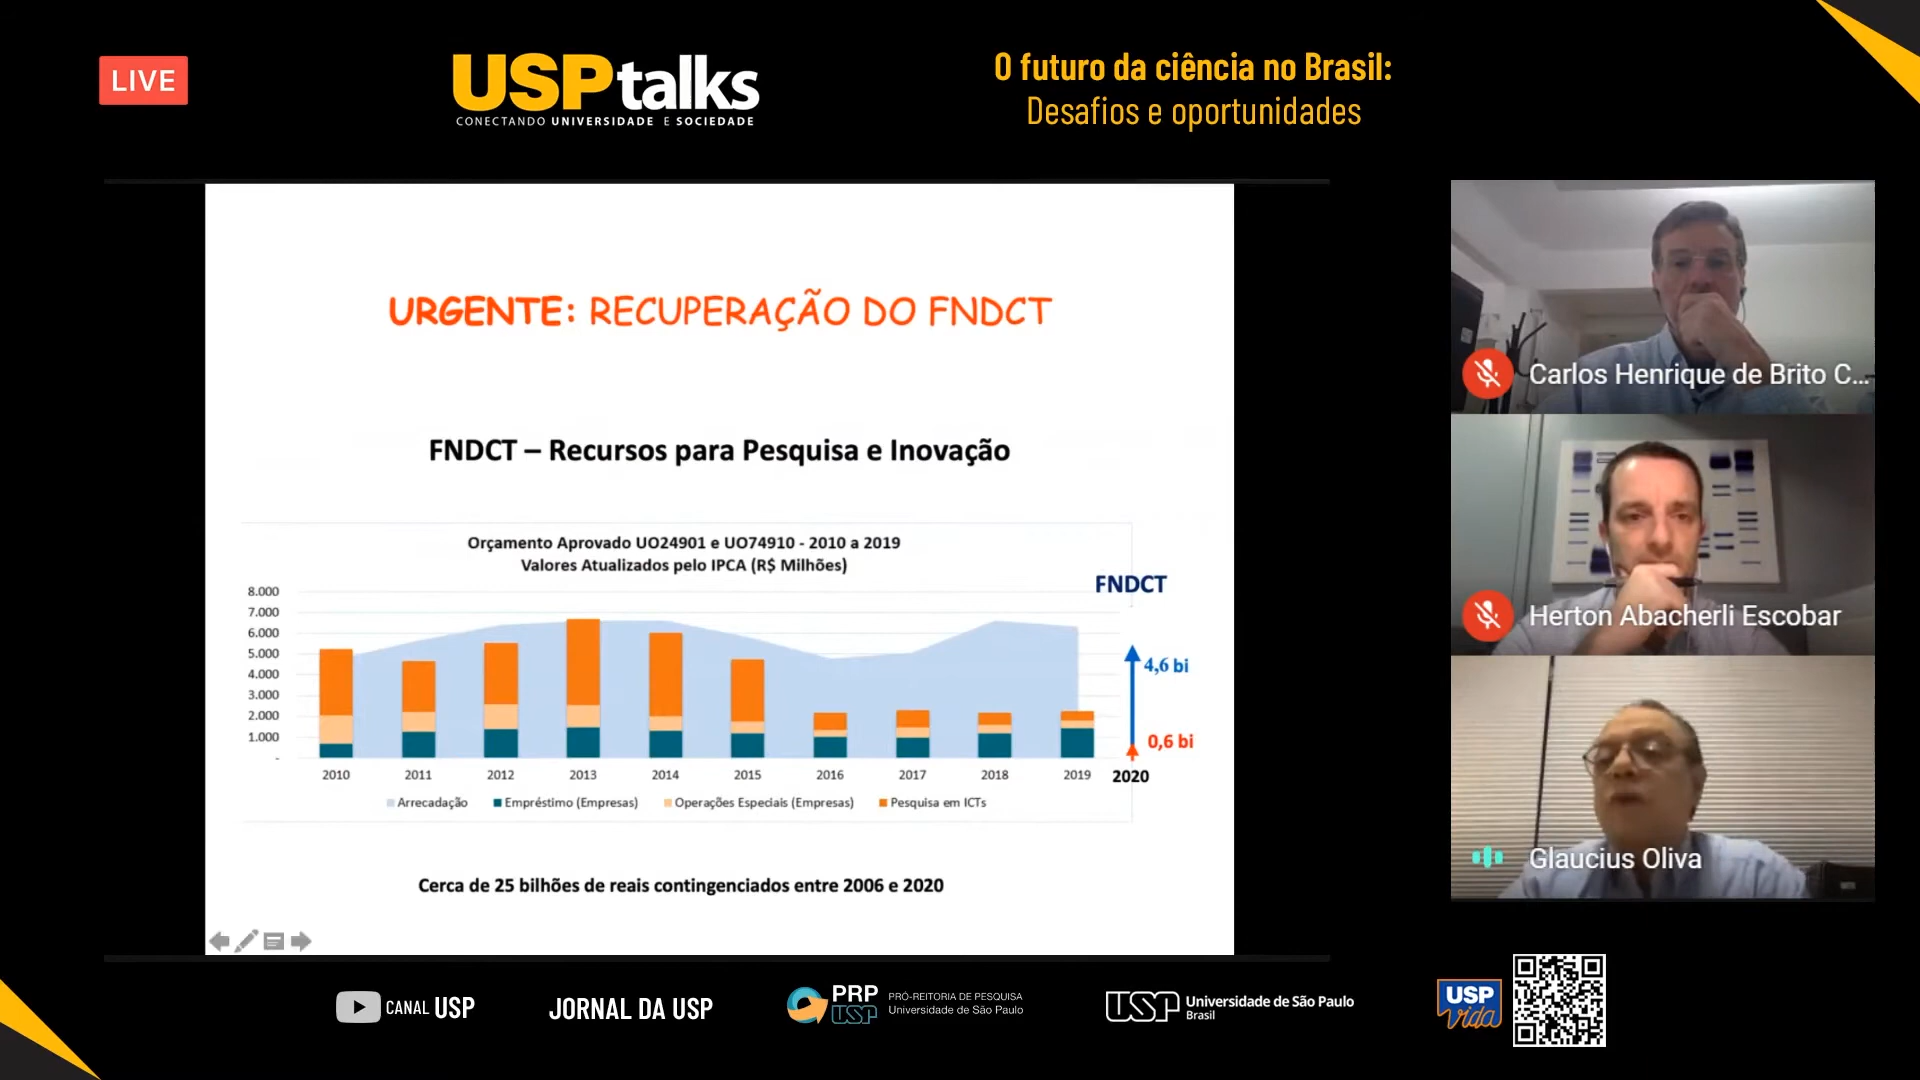 LIVE
USPtalks
CONECTANDO UNIVERSIDADE E SOCIEDADE
O futuro da ciência no Brasil:
Desafios e oportunidades
URGENTE: RECUPERAÇÃO DO FNDCT
FNDCT – Recursos para Pesquisa e Inovação
Orçamento Aprovado UO24901 e UO74910 - 2010 a 2019
Valores Atualizados pelo IPCA (R$ Milhões)
FNDCT
8.000
7.000
6.000
5.000
4.000
3.000
2.000
1.000
-
4,6 bi
0,6 bi
2010 2011 2012 2013 2014 2015 2016 2017 2018 2019 2020
Arrecadação Empréstimo (Empresas) Operações Especiais (Empresas) Pesquisa em ICTs
Cerca de 25 bilhões de reais contingenciados entre 2006 e 2020
Carlos Henrique de Brito C...
Herton Abacherli Escobar
Glaucius Oliva
CANAL USP
JORNAL DA USP
PRP
USP
PRÓ-REITORIA DE PESQUISA
Universidade de São Paulo
USP
Universidade de São Paulo
Brasil
USP
Vida